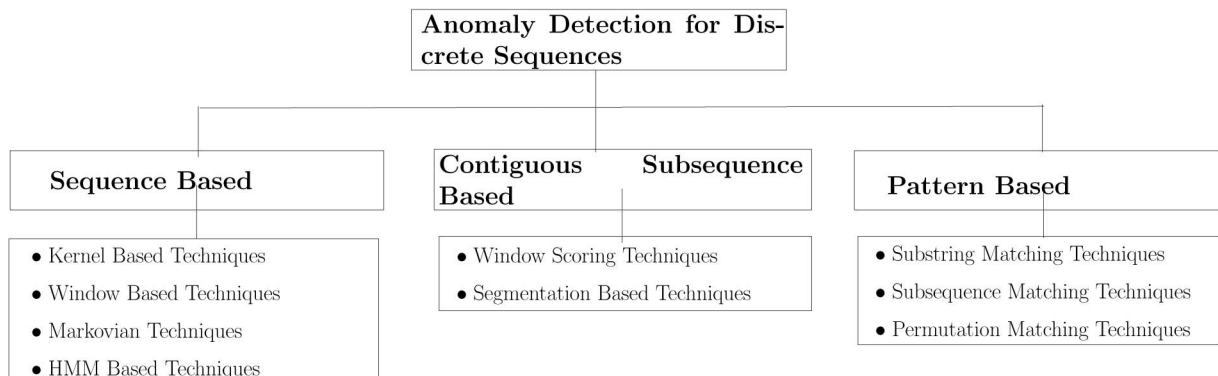 Anomaly Detection for Dis-
crete Sequences
Sequence Based
Contiguous Subsequence
Based
Pattern Based
• Kernel Based Techniques
• Window Based Techniques
• Markovian Techniques
• HMM Based Techniques
• Window Scoring Techniques
• Segmentation Based Techniques
• Substring Matching Techniques
• Subsequence Matching Techniques
• Permutation Matching Techniques